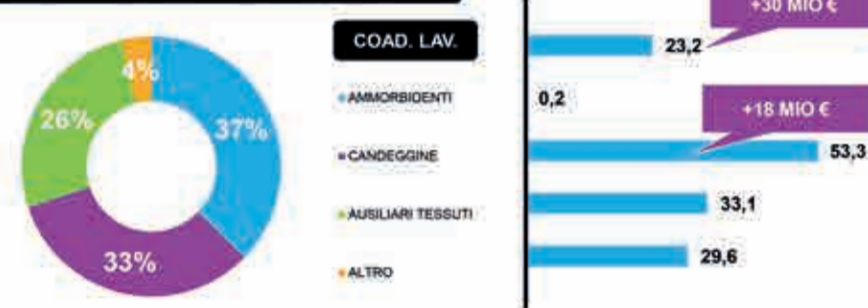 COAD. LAV.
4%
26%
37%
33%
AMMORBIDENTI
CANDEGGINE
AUSILIARI TESSUTI
ALTRO
+30 MIO €
23,2
0,2
+18 MIO €
53,3
33,1
29,6